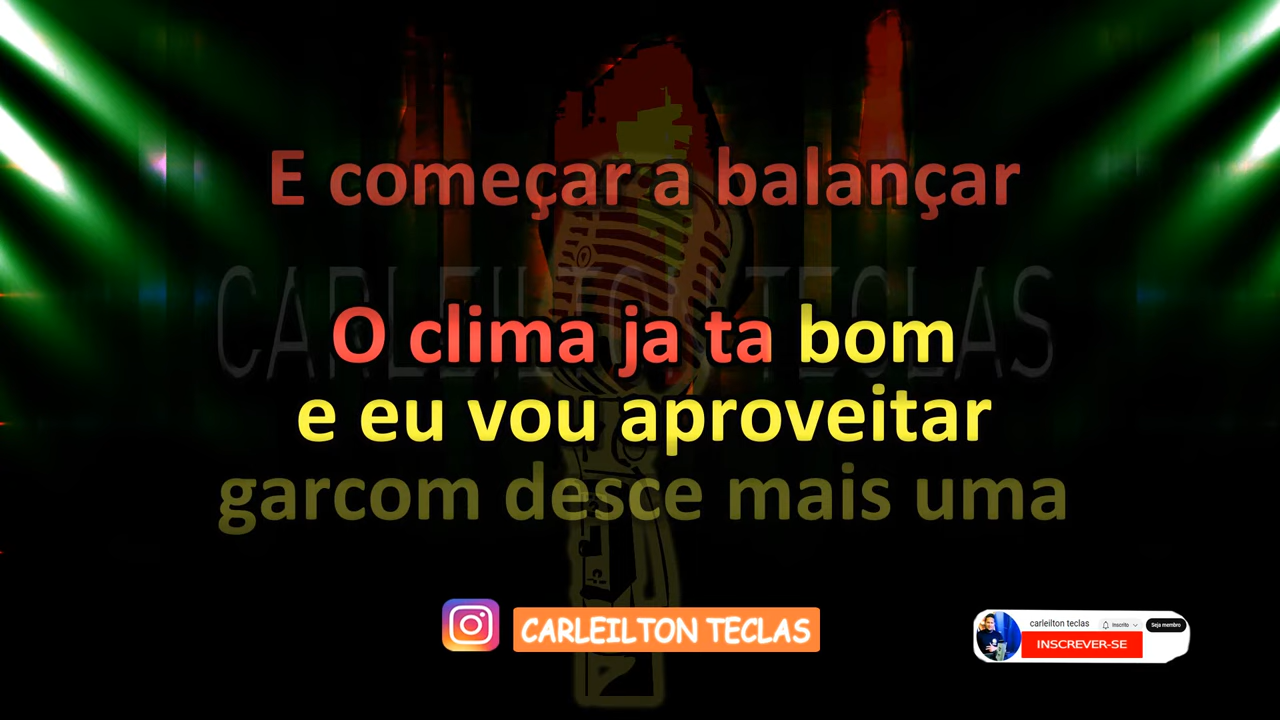 E começar a balançar
CARLEILTON TECLAS
O clima ja ta bom
e eu vou aproveitar
garcom desce mais uma
CARLEILTON TECLAS
carleilton teclas
Inscrito
Seja membro
INSCREVER-SE